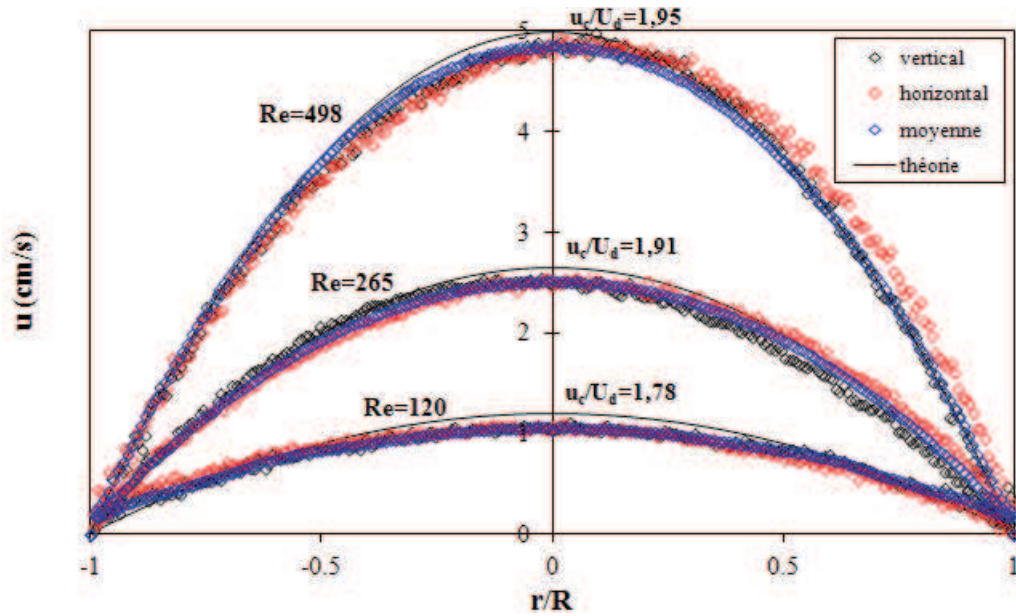 u_c/U_d=1,95
5
vertical
horizontal
moyenne
théorie
Re=498
4
3
u_c/U_d=1,91
Re=265
2
u_c/U_d=1,78
Re=120
1
0
-1
-0.5
0
0.5
1
u (cm/s)
r/R